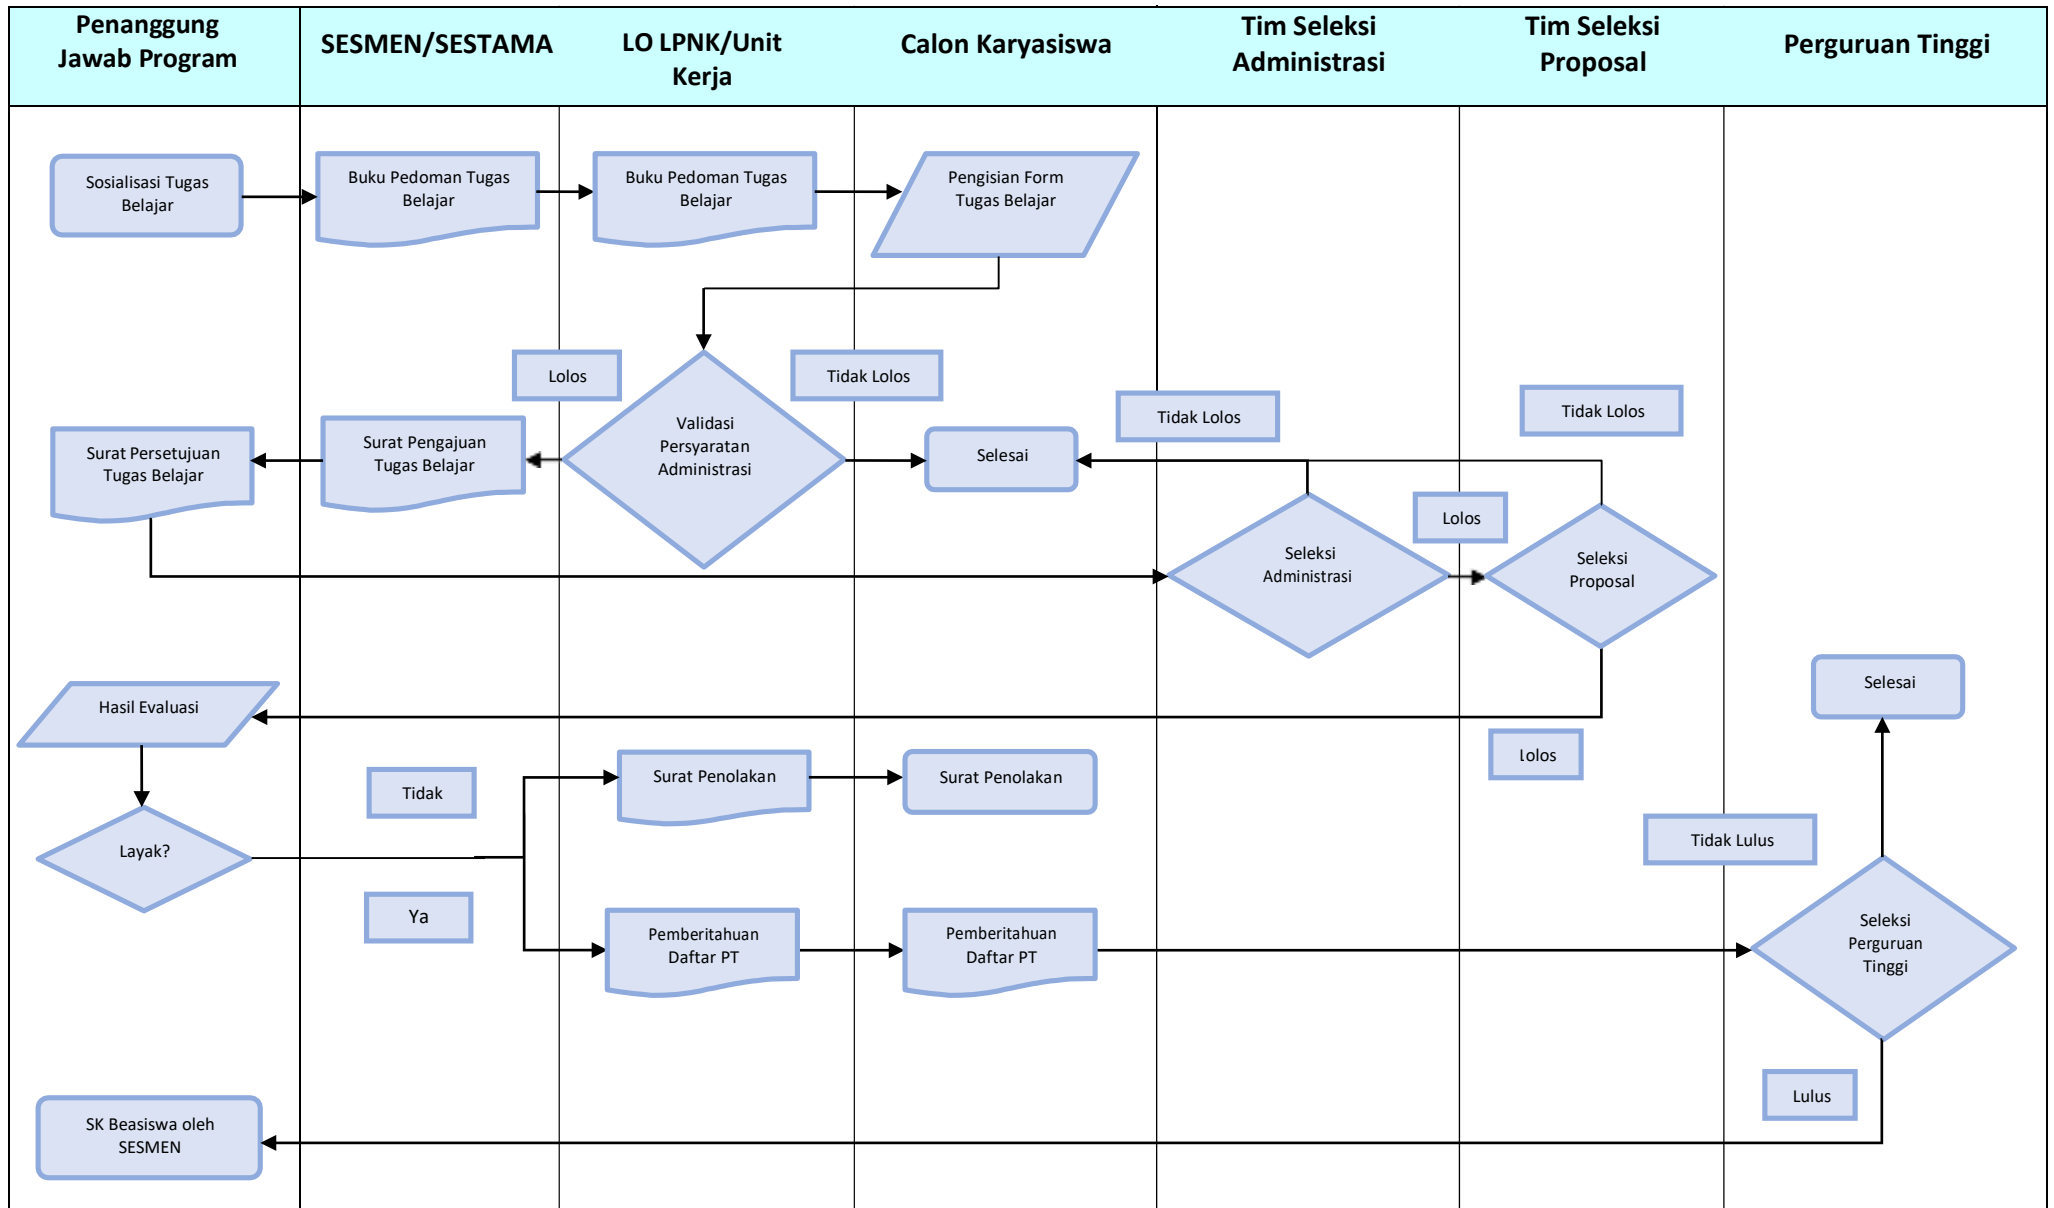 Penanggung
Jawab Program
SESMEN/SESTAMA
LO LPNK/Unit
Kerja
Calon Karyasiswa
Tim Seleksi
Administrasi
Tim Seleksi
Proposal
Perguruan Tinggi
Sosialisasi Tugas
Belajar
Buku Pedoman Tugas
Belajar
Buku Pedoman Tugas
Belajar
Pengisian Form
Tugas Belajar
Lolos
Tidak Lolos
Tidak Lolos
Tidak Lolos
Surat Persetujuan
Tugas Belajar
Surat Pengajuan
Tugas Belajar
Validasi
Persyaratan
Administrasi
Selesai
Lolos
Seleksi
Administrasi
Seleksi
Proposal
Selesai
Hasil Evaluasi
Lolos
Tidak
Surat Penolakan
Surat Penolakan
Layak?
Tidak Lulus
Ya
Pemberitahuan
Daftar PT
Pemberitahuan
Daftar PT
Seleksi
Perguruan
Tinggi
Lulus
SK Beasiswa oleh
SESMEN